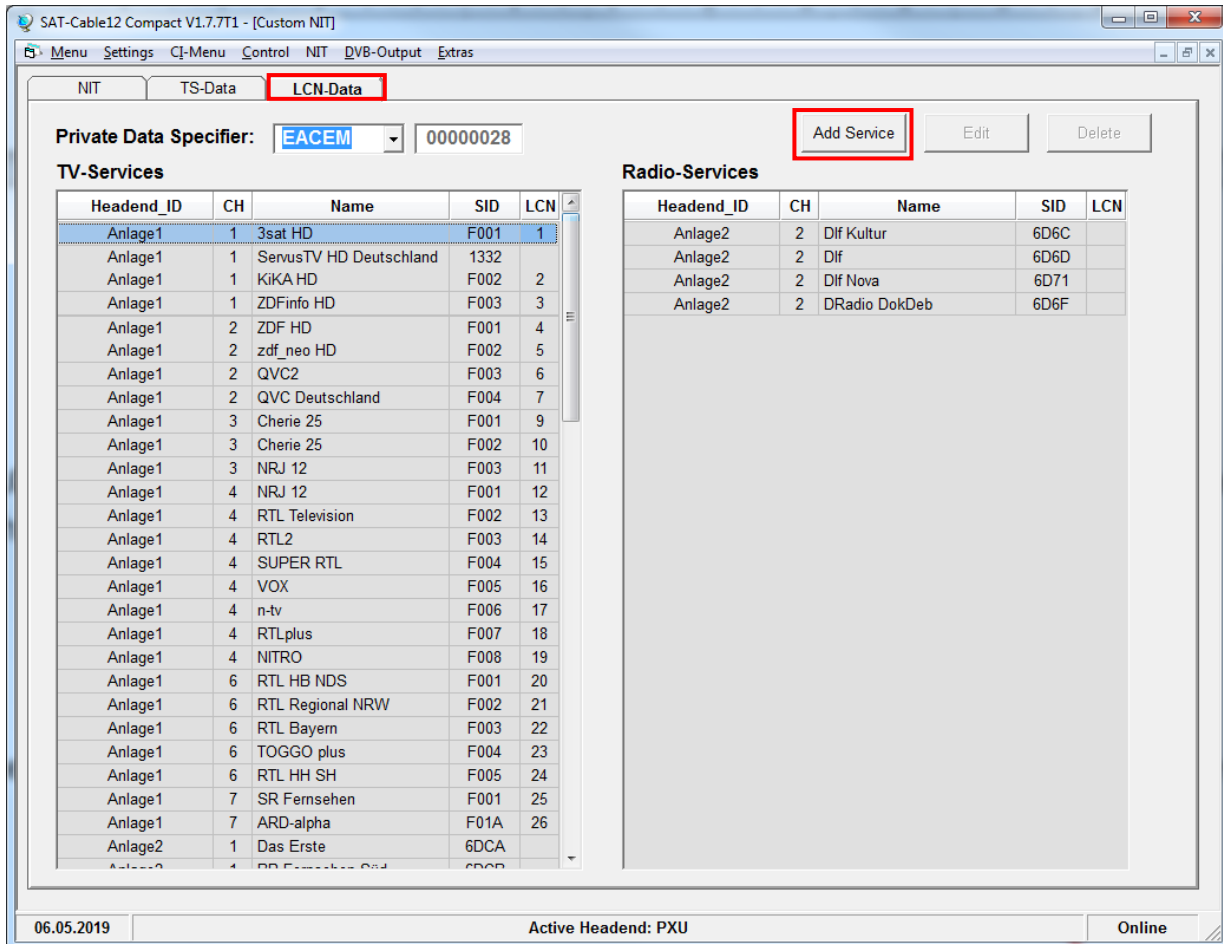 SAT-Cable12 Compact V1.7.7T1 - [Custom NIT]
Menu Settings CI-Menu Control NIT DVB-Output Extras
NIT TS-Data LCN-Data
Private Data Specifier: EACEM 00000028 Add Service Edit Delete
TV-Services Radio-Services
Headend_ID CH Name SID LCN Headend_ID CH Name SID LCN
Anlage1 1 3sat HD F001 1 Anlage2 2 Dlf Kultur 6D6C
Anlage1 1 ServusTV HD Deutschland 1332 Anlage2 2 Dlf 6D6D
Anlage1 1 KiKA HD F002 2 Anlage2 2 Dlf Nova 6D71
Anlage1 1 ZDFinfo HD F003 3 Anlage2 2 DRadio DokDeb 6D6F
Anlage1 2 ZDF HD F001 4
Anlage1 2 zdf_neo HD F002 5
Anlage1 2 QVC2 F003 6
Anlage1 2 QVC Deutschland F004 7
Anlage1 3 Cherie 25 F001 9
Anlage1 3 Cherie 25 F002 10
Anlage1 3 NRJ 12 F003 11
Anlage1 4 NRJ 12 F001 12
Anlage1 4 RTL Television F002 13
Anlage1 4 RTL2 F003 14
Anlage1 4 SUPER RTL F004 15
Anlage1 4 VOX F005 16
Anlage1 4 n-tv F006 17
Anlage1 4 RTLplus F007 18
Anlage1 4 NITRO F008 19
Anlage1 6 RTL HB NDS F001 20
Anlage1 6 RTL Regional NRW F002 21
Anlage1 6 RTL Bayern F003 22
Anlage1 6 TOGGO plus F004 23
Anlage1 6 RTL HH SH F005 24
Anlage1 7 SR Fernsehen F001 25
Anlage1 7 ARD-alpha F01A 26
Anlage2 1 Das Erste 6DCA
06.05.2019 Active Headend: PXU Online